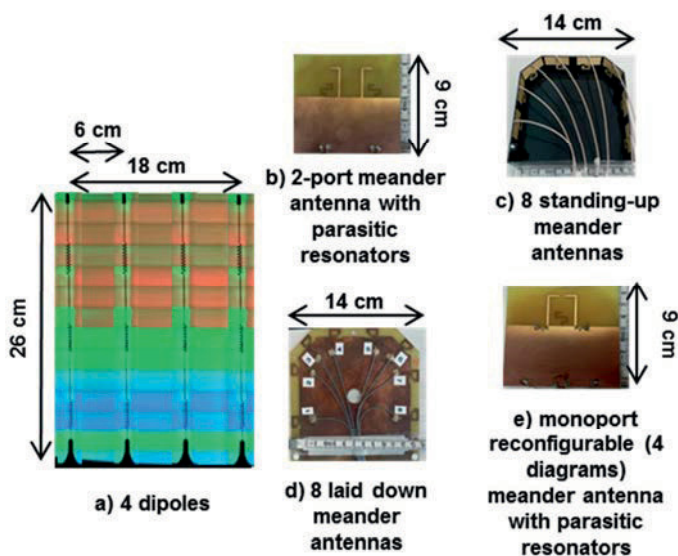 6 cm
18 cm
26 cm
a) 4 dipoles
9 cm
b) 2-port meander
antenna with
parasitic
resonators
14 cm
c) 8 standing-up
meander
antennas
14 cm
d) 8 laid down
meander
antennas
9 cm
e) monoport
reconfigurable (4
diagrams)
meander antenna
with parasitic
resonators